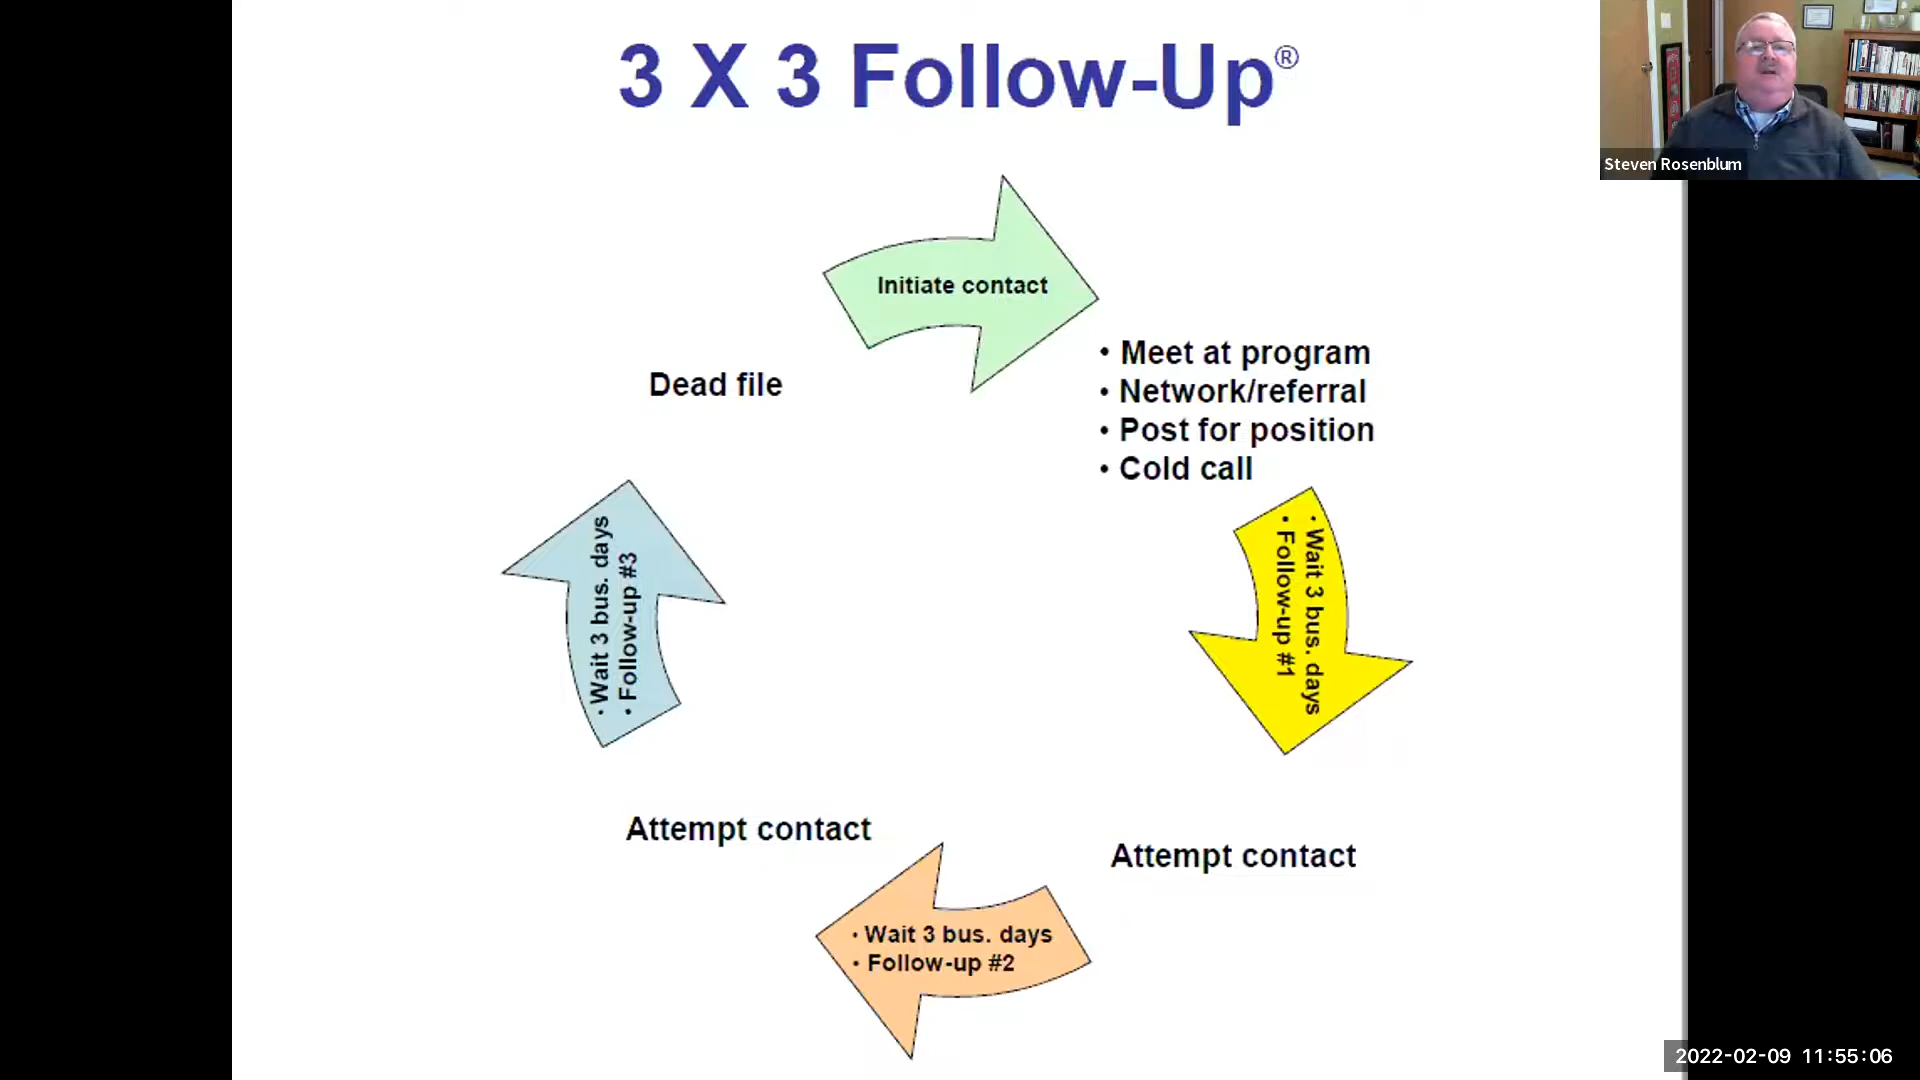 3 X 3 Follow-Up®
Steven Rosenblum
Initiate contact
• Meet at program
• Network/referral
• Post for position
• Cold call
• Wait 3 bus. days
• Follow-up #1
Attempt contact
• Wait 3 bus. days
• Follow-up #2
Attempt contact
• Wait 3 bus. days
• Follow-up #3
Dead file
2022-02-09 11:55:06